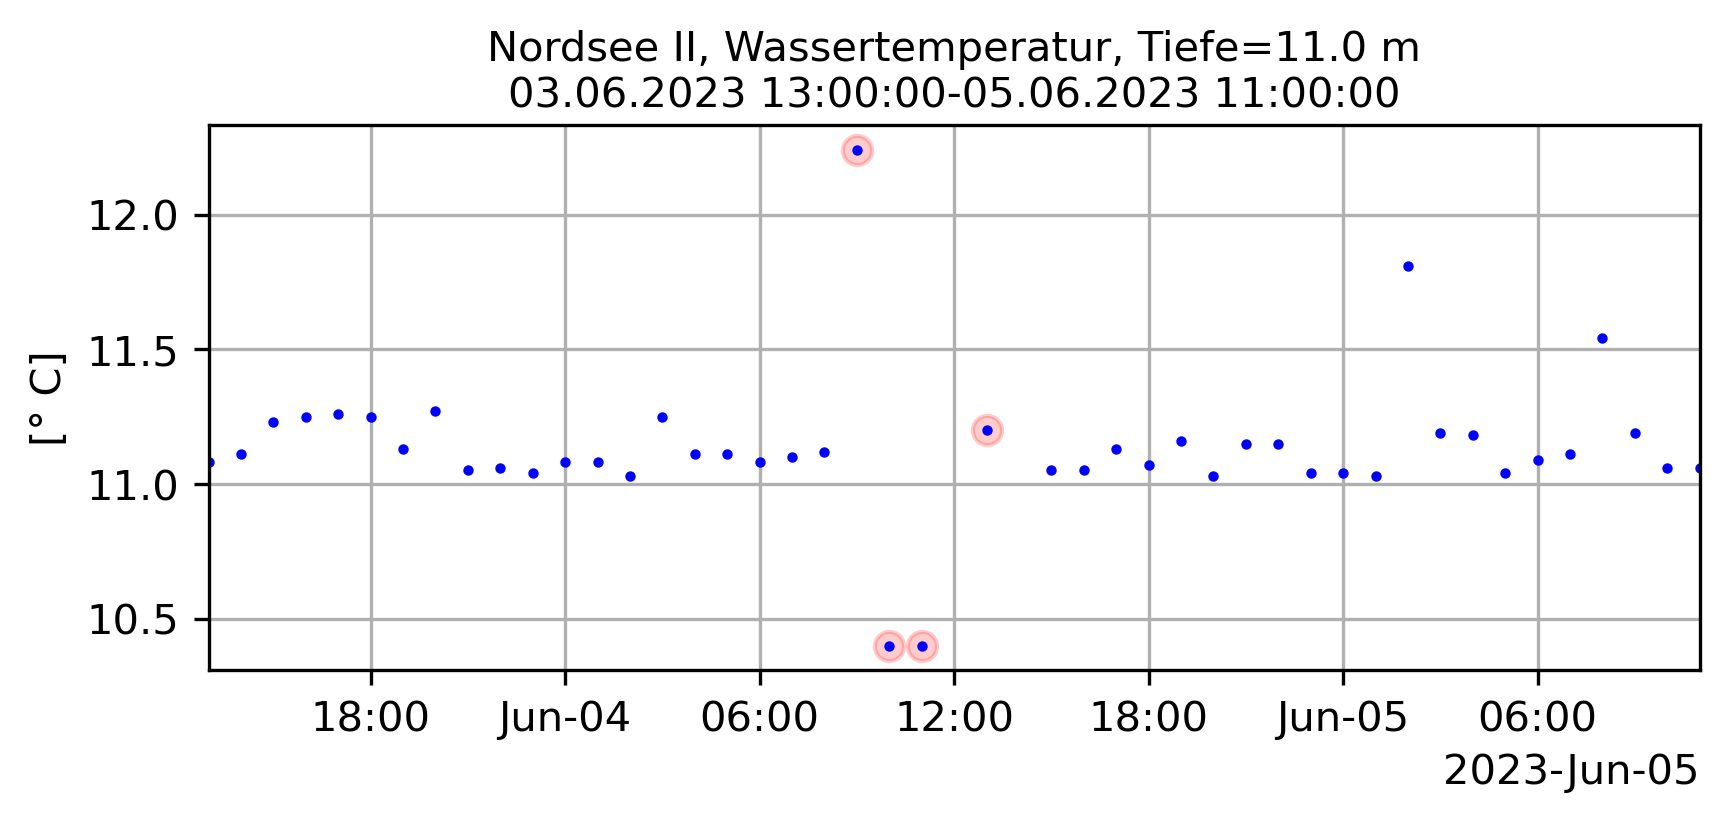 Nordsee II, Wassertemperatur, Tiefe=11.0 m
03.06.2023 13:00:00-05.06.2023 11:00:00
12.0
11.5
11.0
10.5
[° C]
18:00 Jun-04 06:00 12:00 18:00 Jun-05 06:00
2023-Jun-05